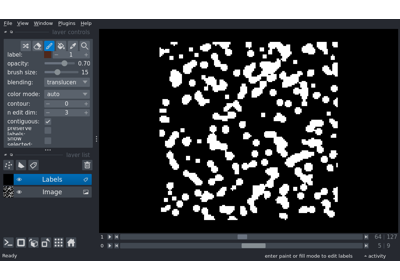 File View Window Plugins Help
layer controls
label: 1
opacity: 0.70
brush size: 15
blending: translucen
color mode: auto
contour: 0
n edit dim: 3
contiguous:
preserve labels:
show selected:
layer list
Labels
Image
1 64 127
0 5 9
Ready enter paint or fill mode to edit labels activity